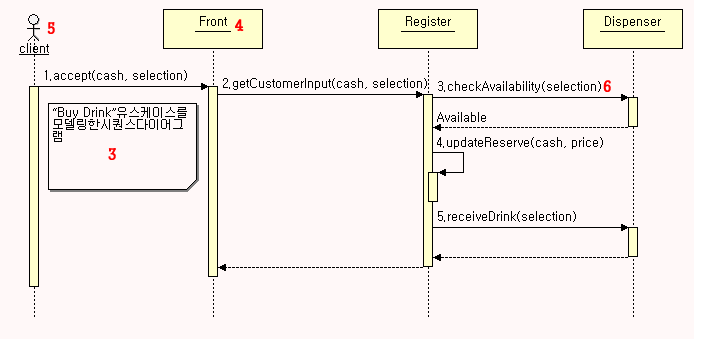 5
client
Front 4
Register
Dispenser
1.accept(cash, selection)
2.getCustomerInput(cash, selection)
3.checkAvailability(selection) 6
"Buy Drink"유스케이스를
모델링한시퀀스다이어그
램
3
Available
4.updateReserve(cash, price)
5.receiveDrink(selection)